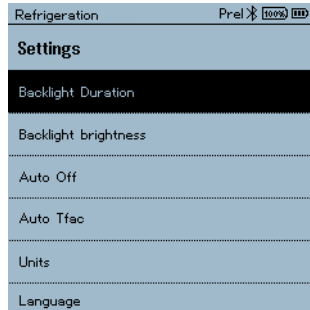 Refrigeration Prel 100%
Settings
Backlight Duration
Backlight brightness
Auto Off
Auto Tfac
Units
Language